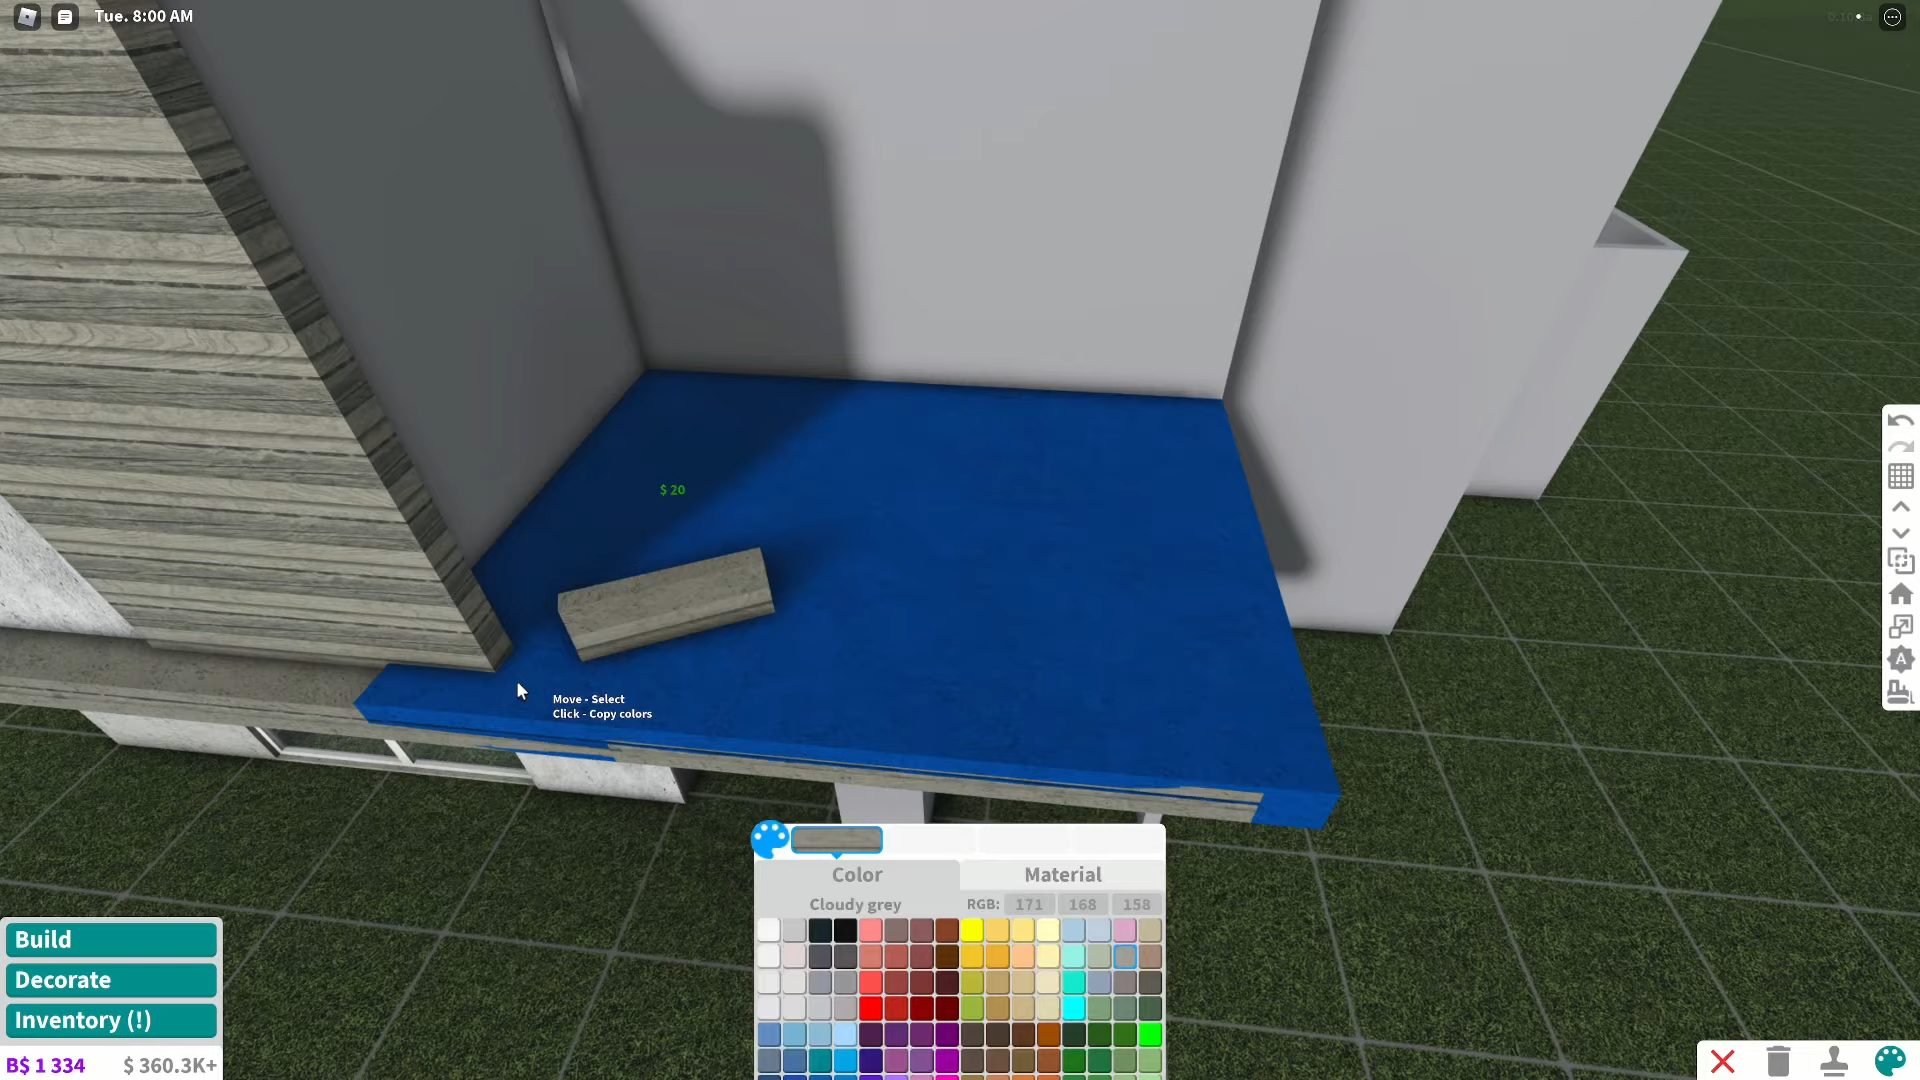 Tue. 8:00 AM
$ 20
Move - Select
Click - Copy colors
Color
Material
Cloudy grey
RGB: 171 168 158
Build
Decorate
Inventory (!)
B$ 1 334
$ 360.3K+
A